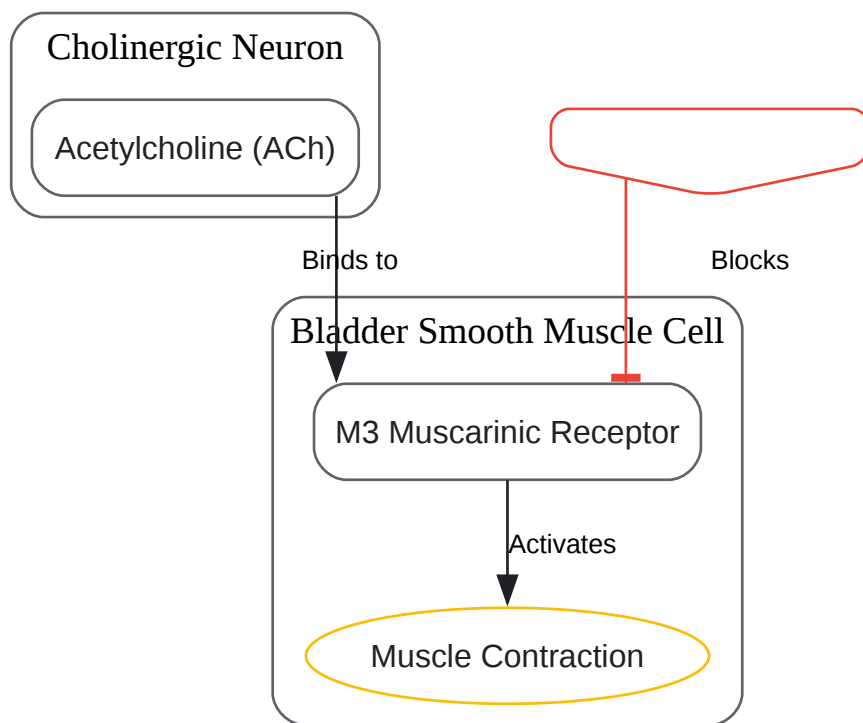 Cholinergic Neuron
Acetylcholine (ACh)
Binds to
Blocks
Bladder Smooth Muscle Cell
M3 Muscarinic Receptor
Activates
Muscle Contraction